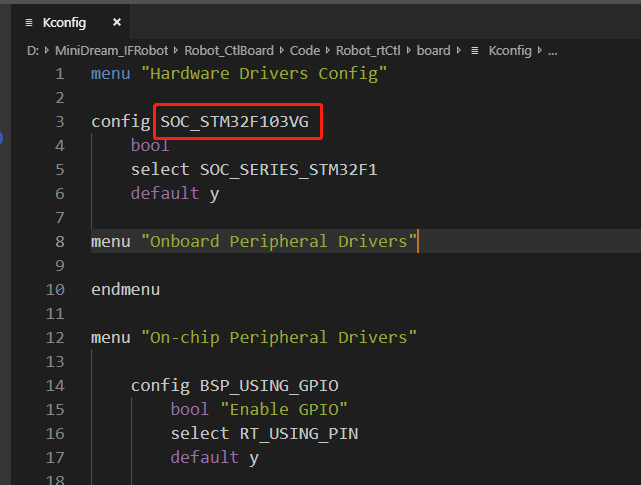 Kconfig
D: > MiniDream_IFRobot > Robot_CtlBoard > Code > Robot_rtCtl > board > Kconfig > ...
1 menu "Hardware Drivers Config"
2
3 config SOC_STM32F103VG
4 bool
5 select SOC_SERIES_STM32F1
6 default y
7
8 menu "Onboard Peripheral Drivers"
9
10 endmenu
11
12 menu "On-chip Peripheral Drivers"
13
14 config BSP_USING_GPIO
15 bool "Enable GPIO"
16 select RT_USING_PIN
17 default y
18